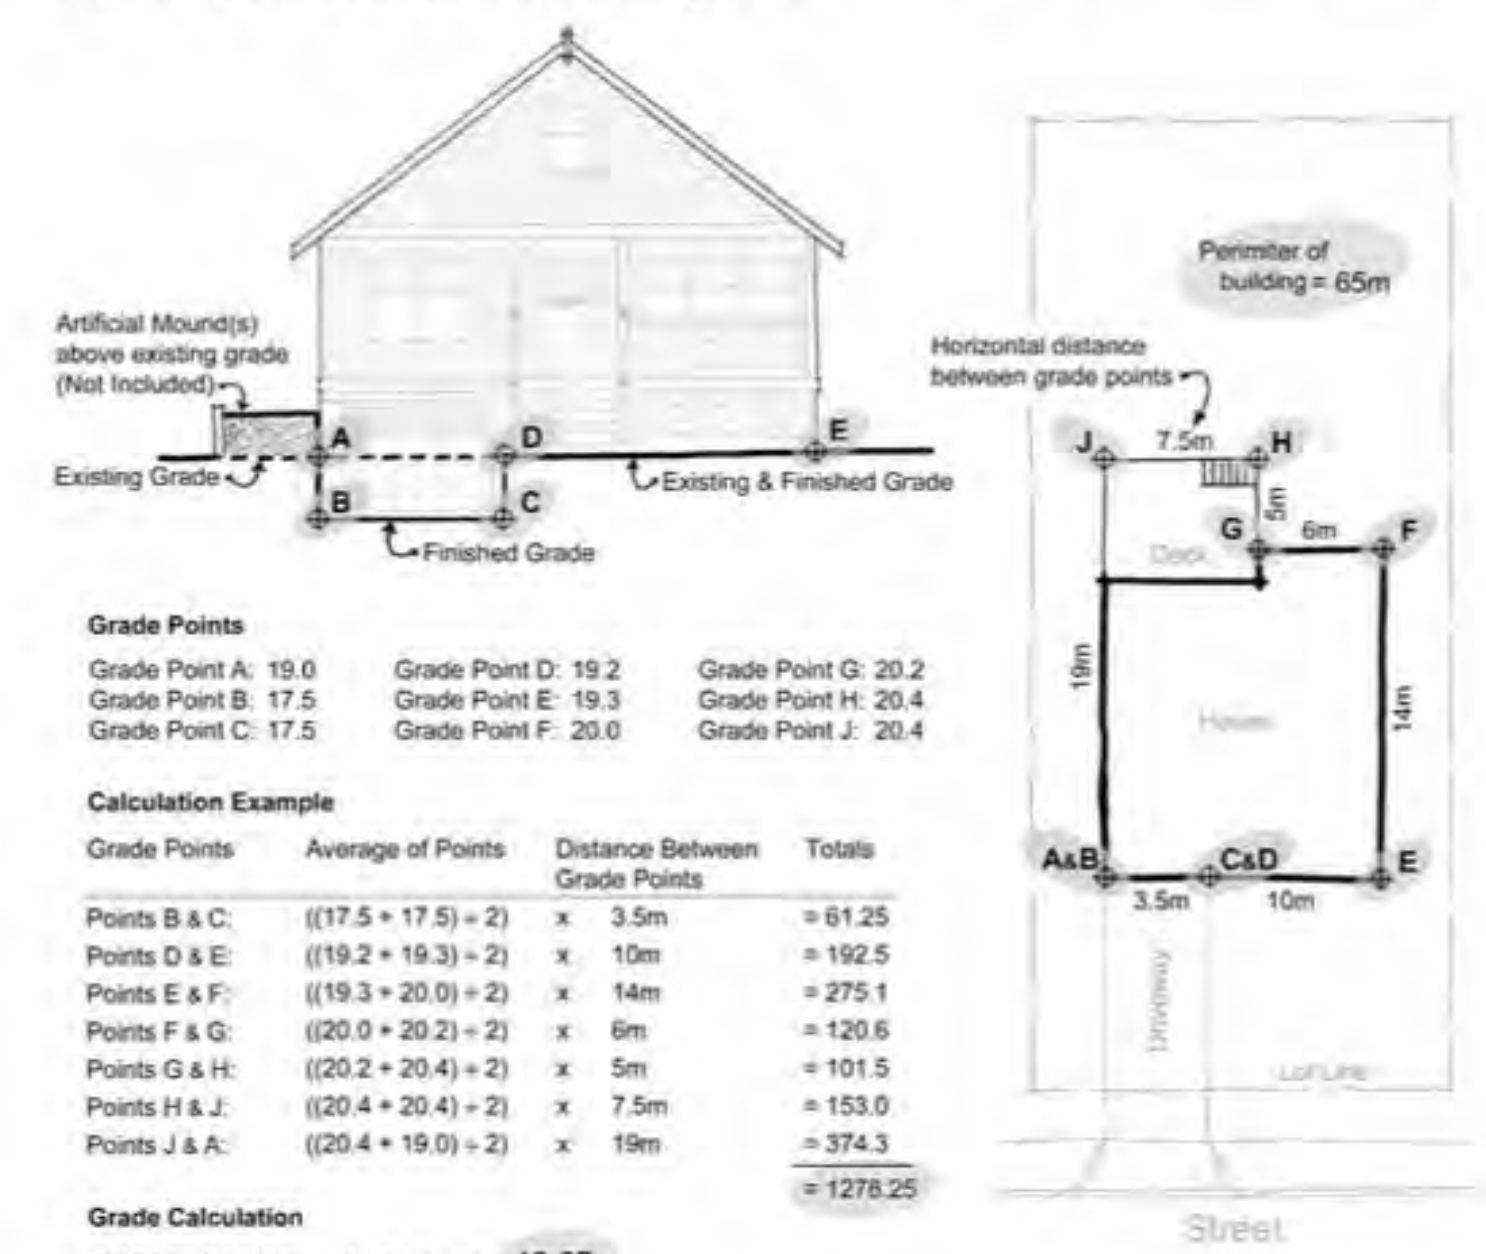 Artificial Mound(s)
above existing grade
(Not Included)
Existing Grade
A
D
E
B
C
Existing & Finished Grade
Finished Grade
Perimiter of
building = 65m
Horizontal distance
between grade points
J
7.5m
H
5m
G
6m
F
Deck
19m
House
14m
A&B
C&D
E
3.5m
10m
Driveway
Lot Line
Street
Grade Points
Grade Point A: 19.0 Grade Point D: 19.2 Grade Point G: 20.2
Grade Point B: 17.5 Grade Point E: 19.3 Grade Point H: 20.4
Grade Point C: 17.5 Grade Point F: 20.0 Grade Point J: 20.4
Calculation Example
Grade Points Average of Points Distance Between Totals
Grade Points
Points B & C: ((17.5 + 17.5) ÷ 2) x 3.5m = 61.25
Points D & E: ((19.2 + 19.3) ÷ 2) x 10m = 192.5
Points E & F: ((19.3 + 20.0) ÷ 2) x 14m = 275.1
Points F & G: ((20.0 + 20.2) ÷ 2) x 6m = 120.6
Points G & H: ((20.2 + 20.4) ÷ 2) x 5m = 101.5
Points H & J: ((20.4 + 20.4) ÷ 2) x 7.5m = 153.0
Points J & A: ((20.4 + 19.0) ÷ 2) x 19m = 374.3
= 1278.25
Grade Calculation